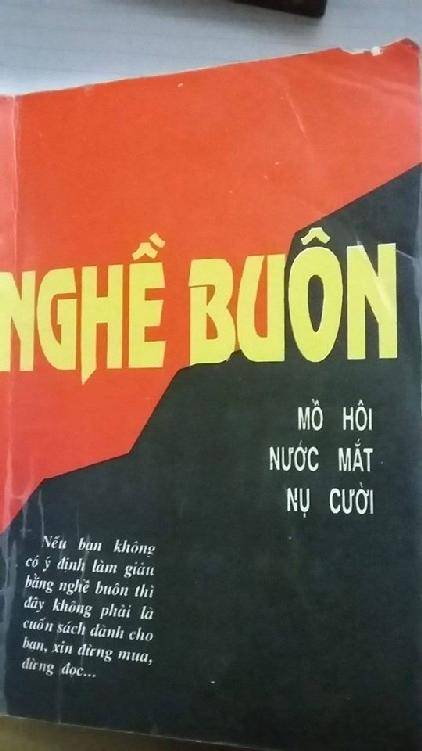 NGHỀ BUÔN
MỒ HÔI
NƯỚC MẮT
NỤ CƯỜI
Nếu bạn không
có ý định làm giàu
bằng nghề buôn thì
đây không phải là
cuốn sách dành cho
bạn, xin đừng mua,
đừng đọc...